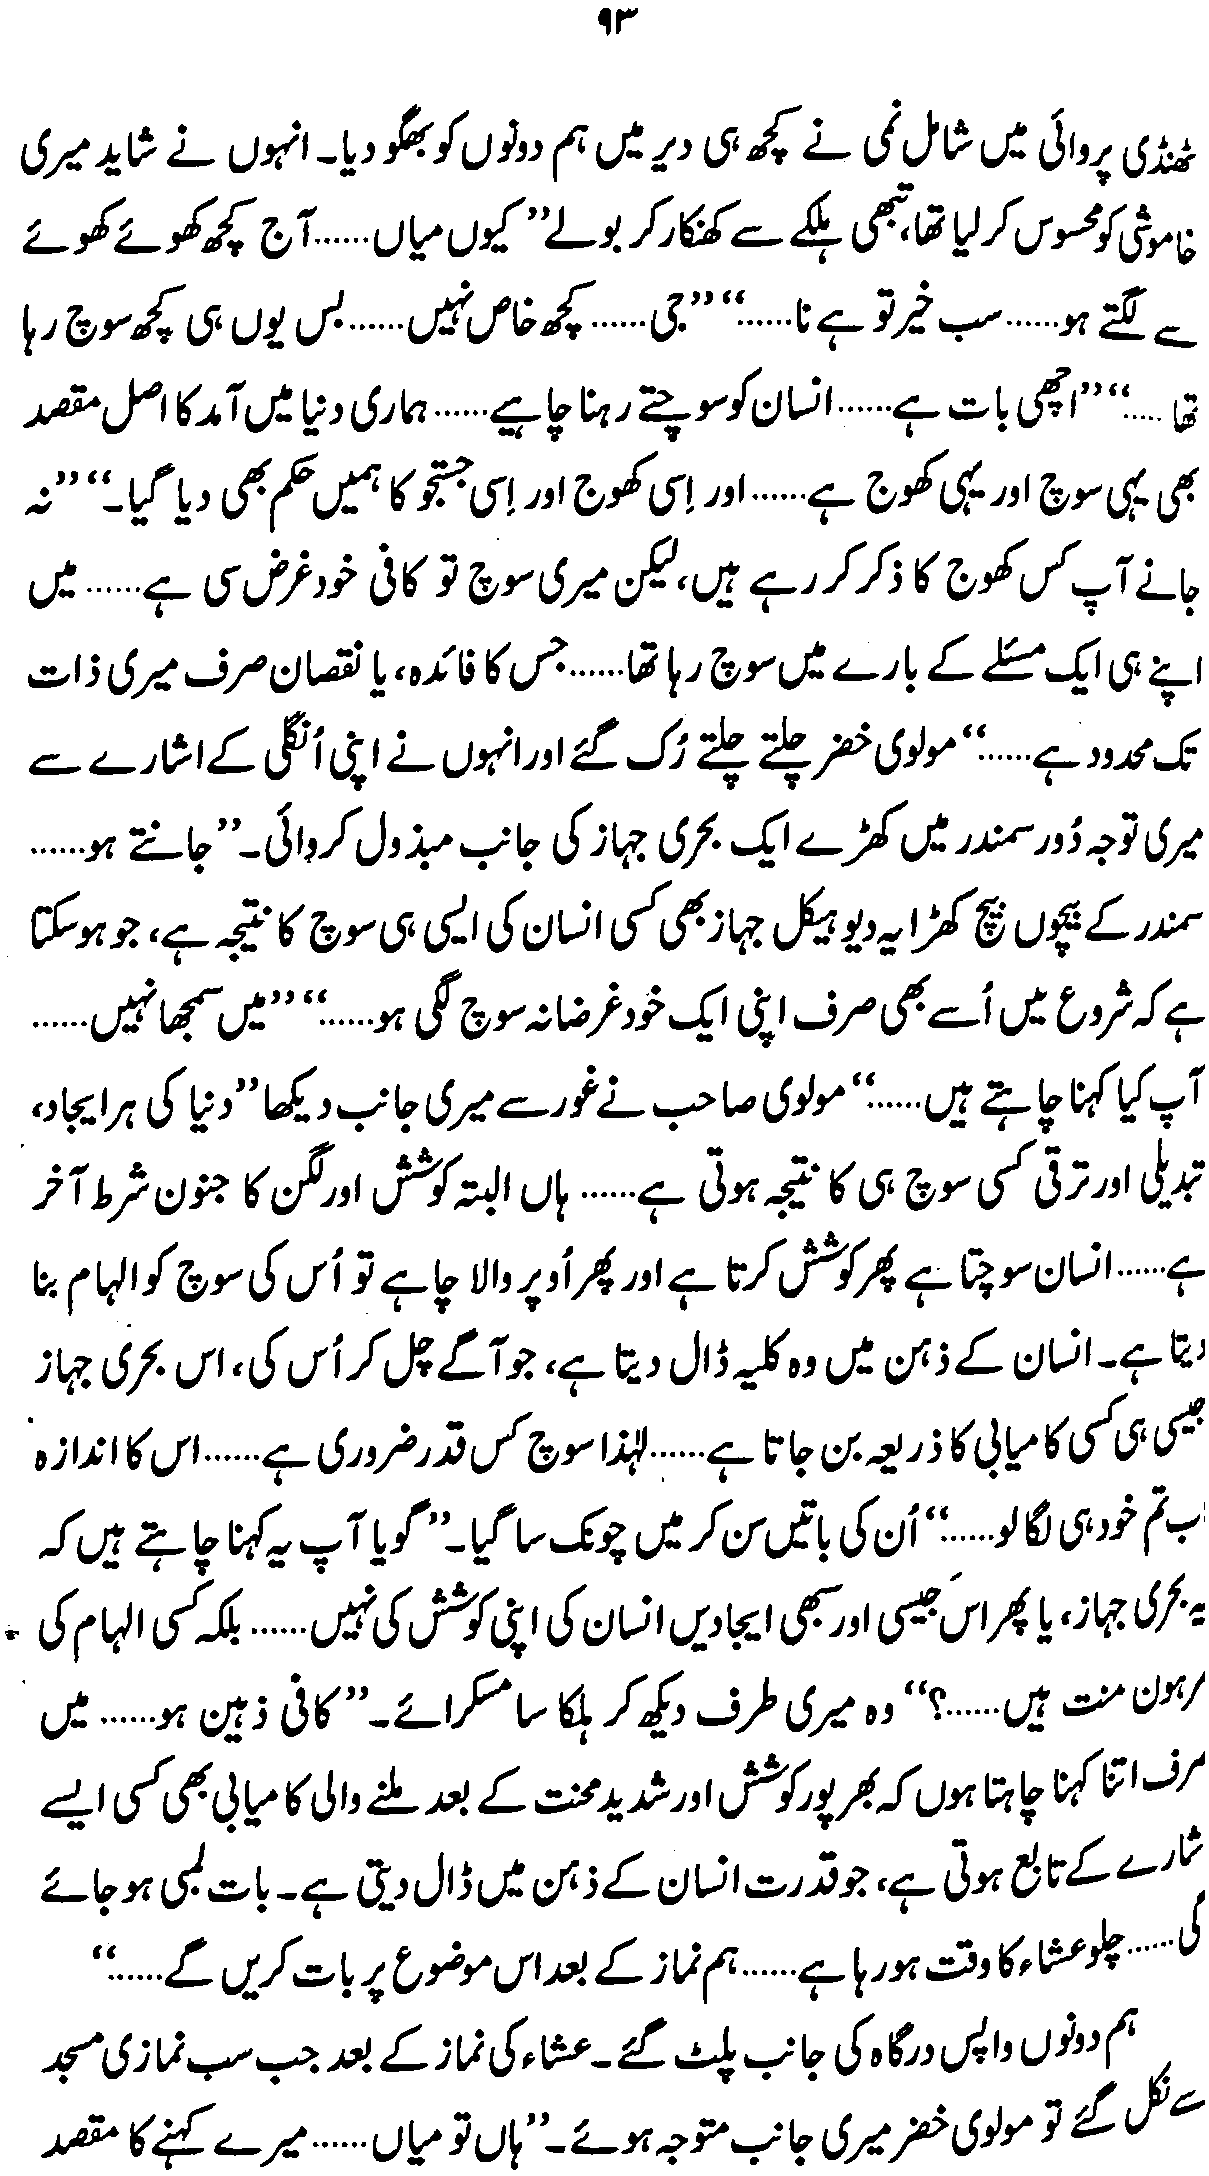 ۹۳
ٹھنڈی پروائی میں شامل نمی نے کچھ ہی دیر میں ہم دونوں کو بھگو دیا۔ انہوں نے شاید میری
خاموشی کو محسوس کر لیا تھا، تبھی ہلکے سے کھنکار کر بولے ”کیوں میاں......آج کچھ کھوئے کھوئے
سے لگتے ہو......سب خیر تو ہے نا......“ ”جی......کچھ خاص نہیں......بس یوں ہی کچھ سوچ رہا
تھا.....“ ”اچھی بات ہے......انسان کو سوچتے رہنا چاہیے......ہماری دنیا میں آمد کا اصل مقصد
بھی یہی سوچ اور یہی کھوج ہے......اور اِسی کھوج اور اِسی جستجو کا ہمیں حکم بھی دیا گیا۔“ ”نہ
جانے آپ کس کھوج کا ذکر کر رہے ہیں، لیکن میری سوچ تو کافی خود غرض سی ہے......میں
اپنے ہی ایک مسئلے کے بارے میں سوچ رہا تھا......جس کا فائدہ، یا نقصان صرف میری ذات
تک محدود ہے......“ مولوی خضر چلتے چلتے رُک گئے اور انہوں نے اپنی اُنگلی کے اشارے سے
میری توجہ دُور سمندر میں کھڑے ایک بحری جہاز کی جانب مبذول کروائی۔ ”جانتے ہو......
سمندر کے بیچوں بیچ کھڑا یہ دیو ہیکل جہاز بھی کسی انسان کی ایسی ہی سوچ کا نتیجہ ہے، جو ہو سکتا
ہے کہ شروع میں اُسے بھی صرف اپنی ایک خود غرضانہ سوچ لگی ہو......“ ”میں سمجھا نہیں......
آپ کیا کہنا چاہتے ہیں......“ مولوی صاحب نے غور سے میری جانب دیکھا ”دنیا کی ہر ایجاد،
تبدیلی اور ترقی کسی سوچ ہی کا نتیجہ ہوتی ہے......ہاں البتہ کوشش اور لگن کا جنون شرط آخر
ہے......انسان سوچتا ہے پھر کوشش کرتا ہے اور پھر اُوپر والا چاہے تو اُس کی سوچ کو الہام بنا
دیتا ہے۔ انسان کے ذہن میں وہ کلیہ ڈال دیتا ہے، جو آگے چل کر اُس کی، اس بحری جہاز
جیسی ہی کسی کامیابی کا ذریعہ بن جاتا ہے......لہٰذا سوچ کس قدر ضروری ہے......اس کا اندازہ
اب تم خود ہی لگا لو......“ اُن کی باتیں سن کر میں چونک سا گیا۔ ”گویا آپ یہ کہنا چاہتے ہیں کہ
یہ بحری جہاز، یا پھر اس جیسی اور سبھی ایجادیں انسان کی اپنی کوشش کی نہیں......بلکہ کسی الہام کی
مرہون منت ہیں......؟“ وہ میری طرف دیکھ کر ہلکا سا مسکرائے۔ ”کافی ذہین ہو......میں
صرف اتنا کہنا چاہتا ہوں کہ بھرپور کوشش اور شدید محنت کے بعد ملنے والی کامیابی بھی کسی ایسے
اشارے کے تابع ہوتی ہے، جو قدرت انسان کے ذہن میں ڈال دیتی ہے۔ بات لمبی ہو جائے
گی......چلو عشاء کا وقت ہو رہا ہے......ہم نماز کے بعد اس موضوع پر بات کریں گے......“
ہم دونوں واپس درگاہ کی جانب پلٹ گئے۔ عشاء کی نماز کے بعد جب سب نمازی مسجد
سے نکل گئے تو مولوی خضر میری جانب متوجہ ہوئے۔ ”ہاں تو میاں......میرے کہنے کا مقصد